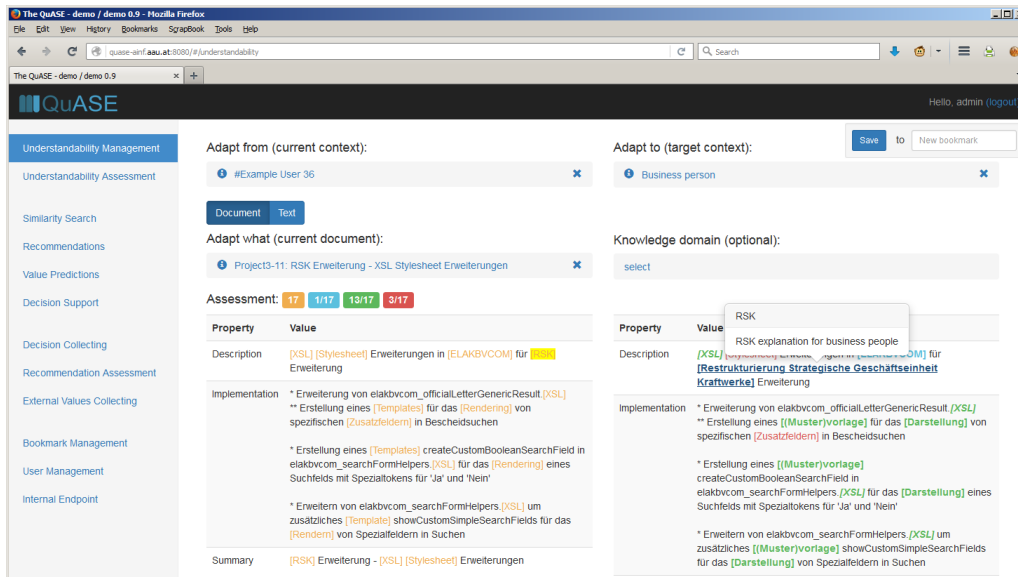 The QuASE - demo / demo 0.9 - Mozilla Firefox
File Edit View History Bookmarks ScrapBook Tools Help
quase-ainf.aau.at:8080/#/understandability
Search
The QuASE - demo / demo 0.9
QuASE
Hello, admin (logout)
Save to New bookmark
Understandability Management
Understandability Assessment
Similarity Search
Recommendations
Value Predictions
Decision Support
Decision Collecting
Recommendation Assessment
External Values Collecting
Bookmark Management
User Management
Internal Endpoint
Adapt from (current context):
#Example User 36
Document Text
Adapt what (current document):
Project3-11: RSK Erweiterung - XSL Stylesheet Erweiterungen
Assessment: 17 1/17 13/17 3/17
Property Value
Description [XSL] [Stylesheet] Erweiterungen in [ELAKBVCOM] für [RSK]
Erweiterung
Implementation * Erweiterung von elakbvcom_officialLetterGenericResult.[XSL]
** Erstellung eines [Templates] für das [Rendering] von
spezifischen [Zusatzfeldern] in Bescheidsuchen
* Erstellung eines [Templates] createCustomBooleanSearchField in
elakbvcom_searchFormHelpers.[XSL] für das [Rendering] eines
Suchfelds mit Spezialtokens für 'Ja' und 'Nein'
* Erweitern von elakbvcom_searchFormHelpers.[XSL] um
zusätzliches [Template] showCustomSimpleSearchFields für das
[Rendern] von Spezialfeldern in Suchen
Summary [RSK] Erweiterung - [XSL] [Stylesheet] Erweiterungen
Adapt to (target context):
Business person
Knowledge domain (optional):
select
RSK
RSK explanation for business people
Property Value
Description [XSL] [Stylesheet] Erweiterungen in [ELAKBVCOM] für
[Restrukturierung Strategische Geschäftseinheit
Kraftwerke] Erweiterung
Implementation * Erweiterung von elakbvcom_officialLetterGenericResult.[XSL]
** Erstellung eines [(Muster)vorlage] für das [Darstellung] von
spezifischen [Zusatzfeldern] in Bescheidsuchen
* Erstellung eines [(Muster)vorlage]
createCustomBooleanSearchField in
elakbvcom_searchFormHelpers.[XSL] für das [Darstellung] eines
Suchfelds mit Spezialtokens für 'Ja' und 'Nein'
* Erweitern von elakbvcom_searchFormHelpers.[XSL] um
zusätzliches [(Muster)vorlage] showCustomSimpleSearchFields
für das [Darstellung] von Spezialfeldern in Suchen